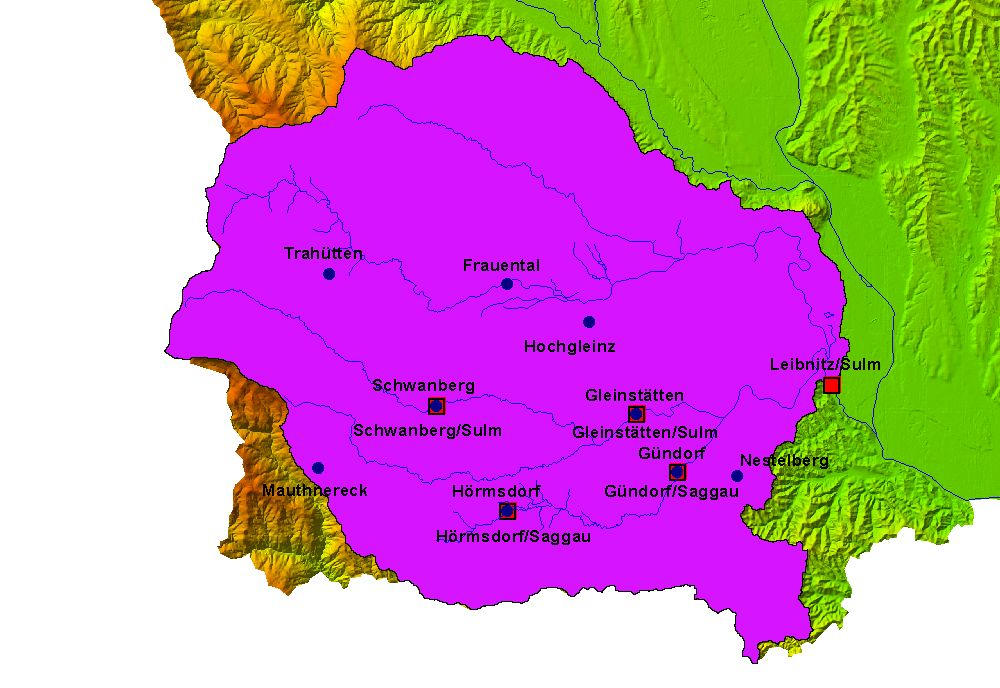 Trahütten
Frauental
Hochgleinz
Leibnitz/Sulm
Schwanberg
Gleinstätten
Schwanberg/Sulm
Gleinstätten/Sulm
Gündorf
Nestelberg
Mauthnereck
Hörmsdorf
Gündorf/Saggau
Hörmsdorf/Saggau